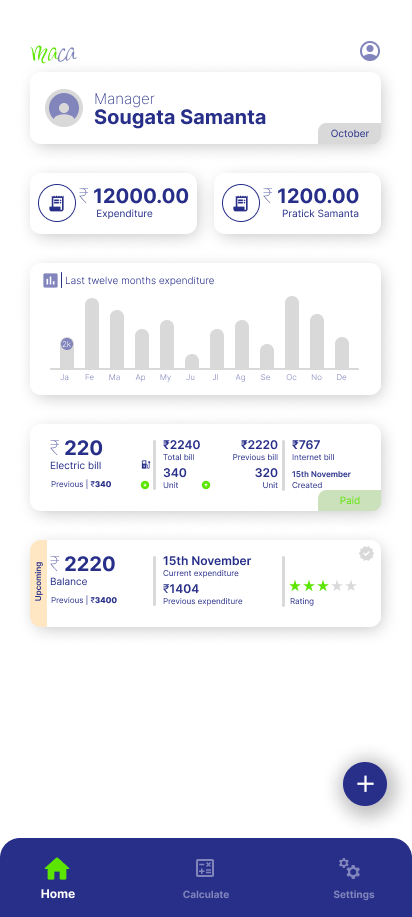 maca
Manager
Sougata Samanta
October
₹ 12000.00
Expenditure
₹ 1200.00
Pratick Samanta
Last twelve months expenditure
2k
Ja Fe Ma Ap My Ju Jl Ag Se Oc No De
₹ 220
Electric bill
Previous | ₹340
₹2240
Total bill
340
Unit
₹2220
Previous bill
320
Unit
₹767
Internet bill
15th November
Created
Paid
Upcoming
₹ 2220
Balance
Previous | ₹3400
15th November
Current expenditure
₹1404
Previous expenditure
Rating
Home
Calculate
Settings